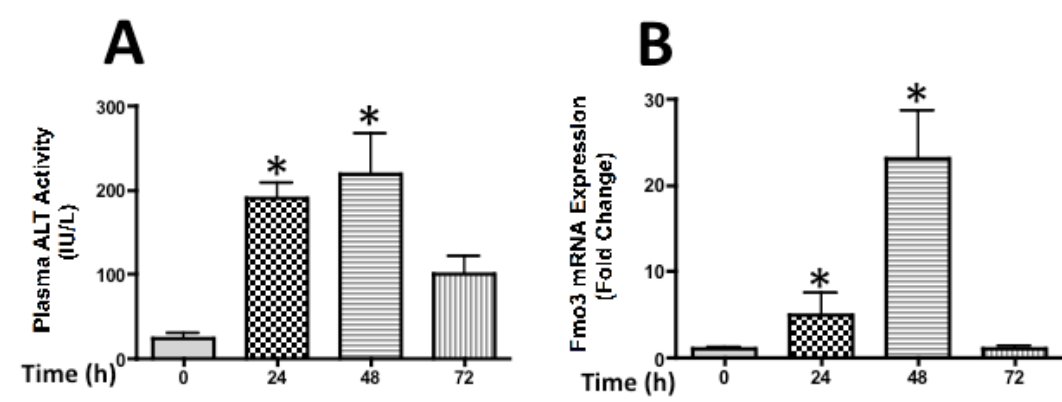 A
Plasma ALT Activity
(IU/L)
300
200
100
0
*
*
Time (h)
0 24 48 72
B
Fmo3 mRNA Expression
(Fold Change)
30
20
10
0
*
*
Time (h)
0 24 48 72